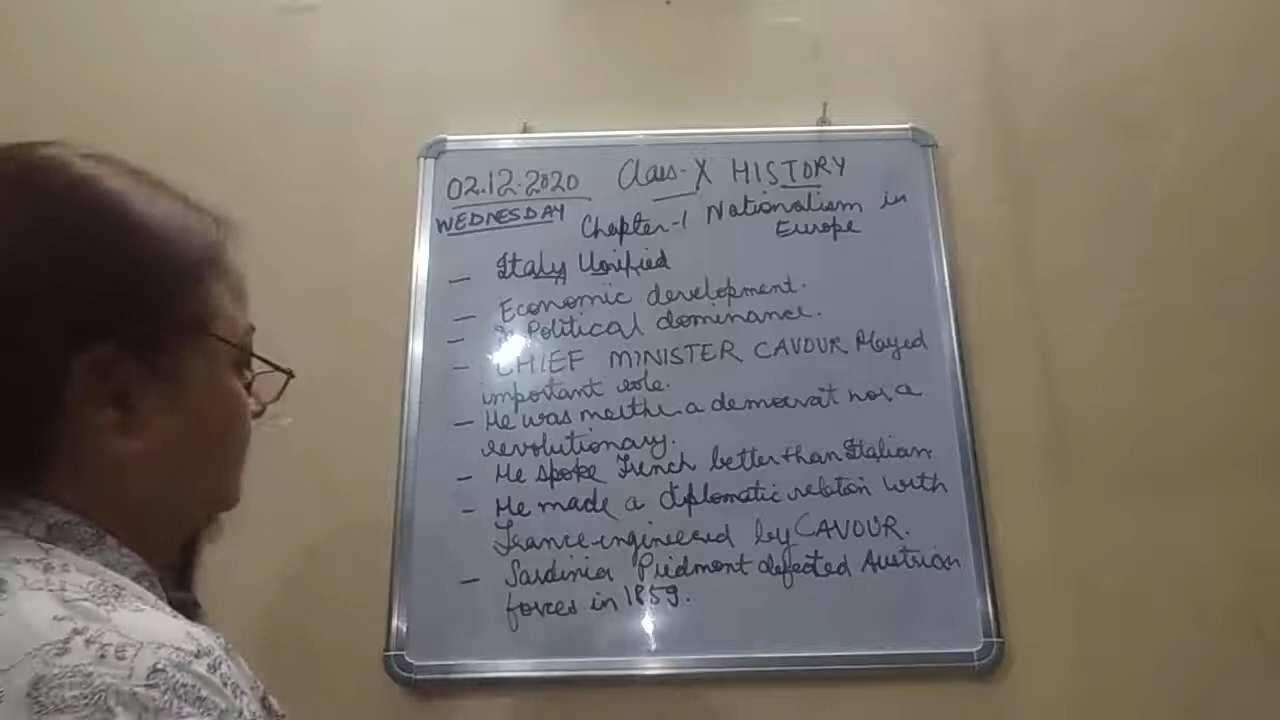 02.12.2020 Class-X HISTORY
WEDNESDAY Chapter-1 Nationalism in
Europe
— Italy Unified
— Economic development.
— Political dominance.
— CHIEF MINISTER CAVOUR Played
important role.
— He was a democrat nor a
revolutionary.
— He spoke French better than Italian.
— He made a diplomatic relation with
France engineered by CAVOUR.
— Sardinia Piedmont defeated Austrian
forces in 1859.